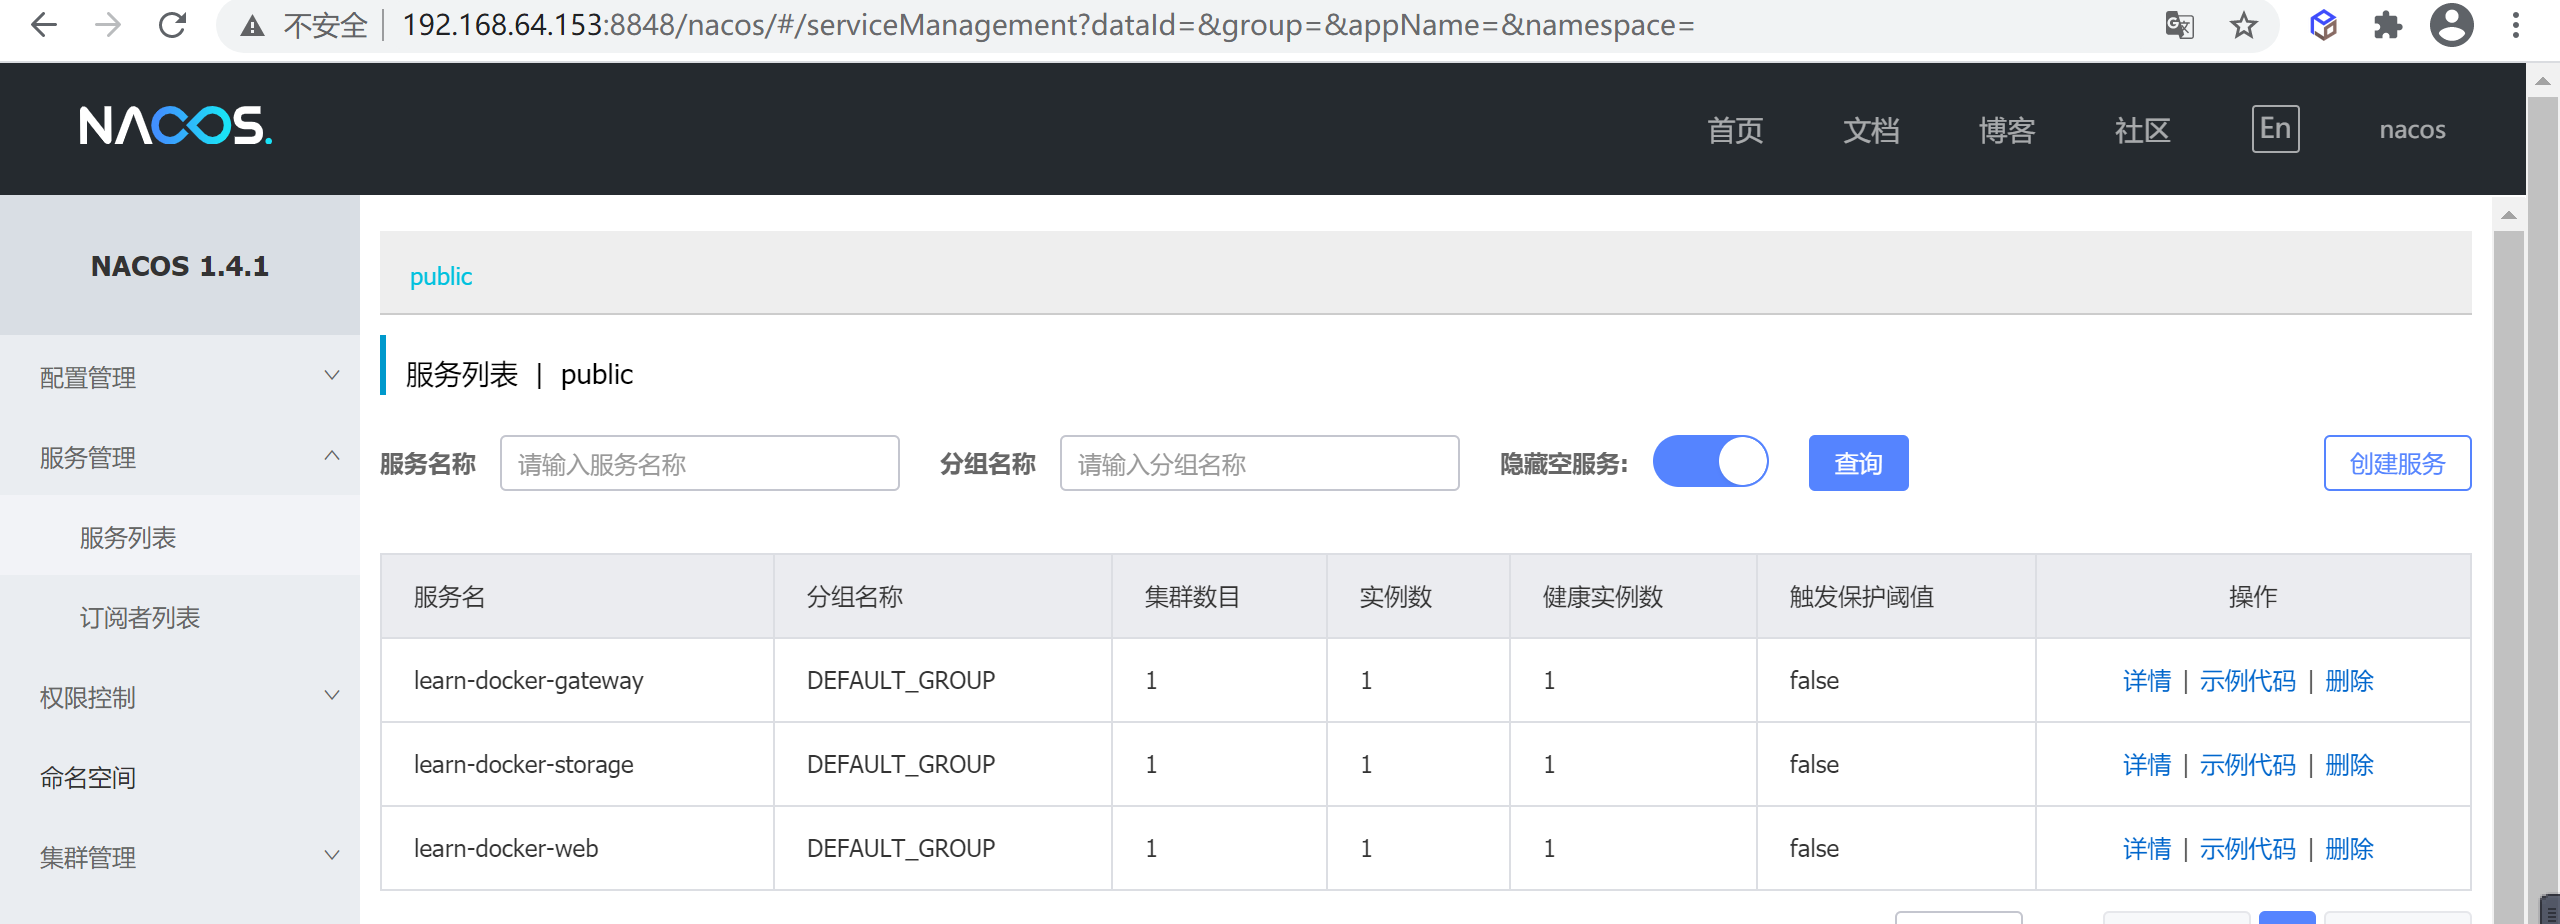 不安全 192.168.64.153:8848/nacos/#/serviceManagement?dataId=&group=&appName=&namespace=
NACOS. 首页 文档 博客 社区 En nacos
NACOS 1.4.1
配置管理
服务管理
服务列表
订阅者列表
权限控制
命名空间
集群管理
public
服务列表 | public
服务名称 请输入服务名称 分组名称 请输入分组名称 隐藏空服务: 查询 创建服务
服务名 分组名称 集群数目 实例数 健康实例数 触发保护阈值 操作
learn-docker-gateway DEFAULT_GROUP 1 1 1 false 详情 | 示例代码 | 删除
learn-docker-storage DEFAULT_GROUP 1 1 1 false 详情 | 示例代码 | 删除
learn-docker-web DEFAULT_GROUP 1 1 1 false 详情 | 示例代码 | 删除